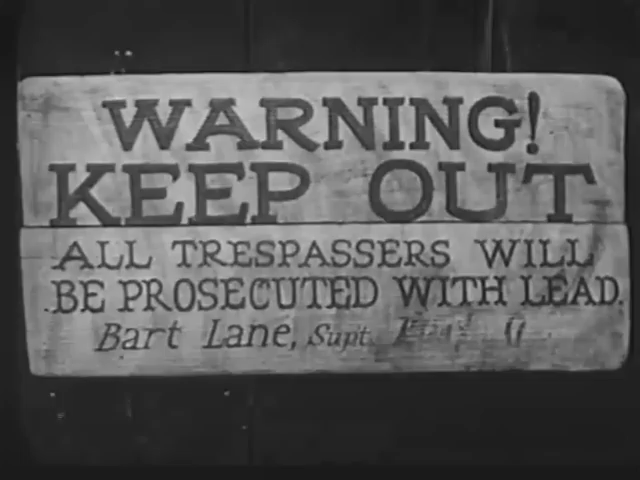 WARNING!
KEEP OUT
ALL TRESPASSERS WILL
BE PROSECUTED WITH LEAD.
Bart Lane, Supt.